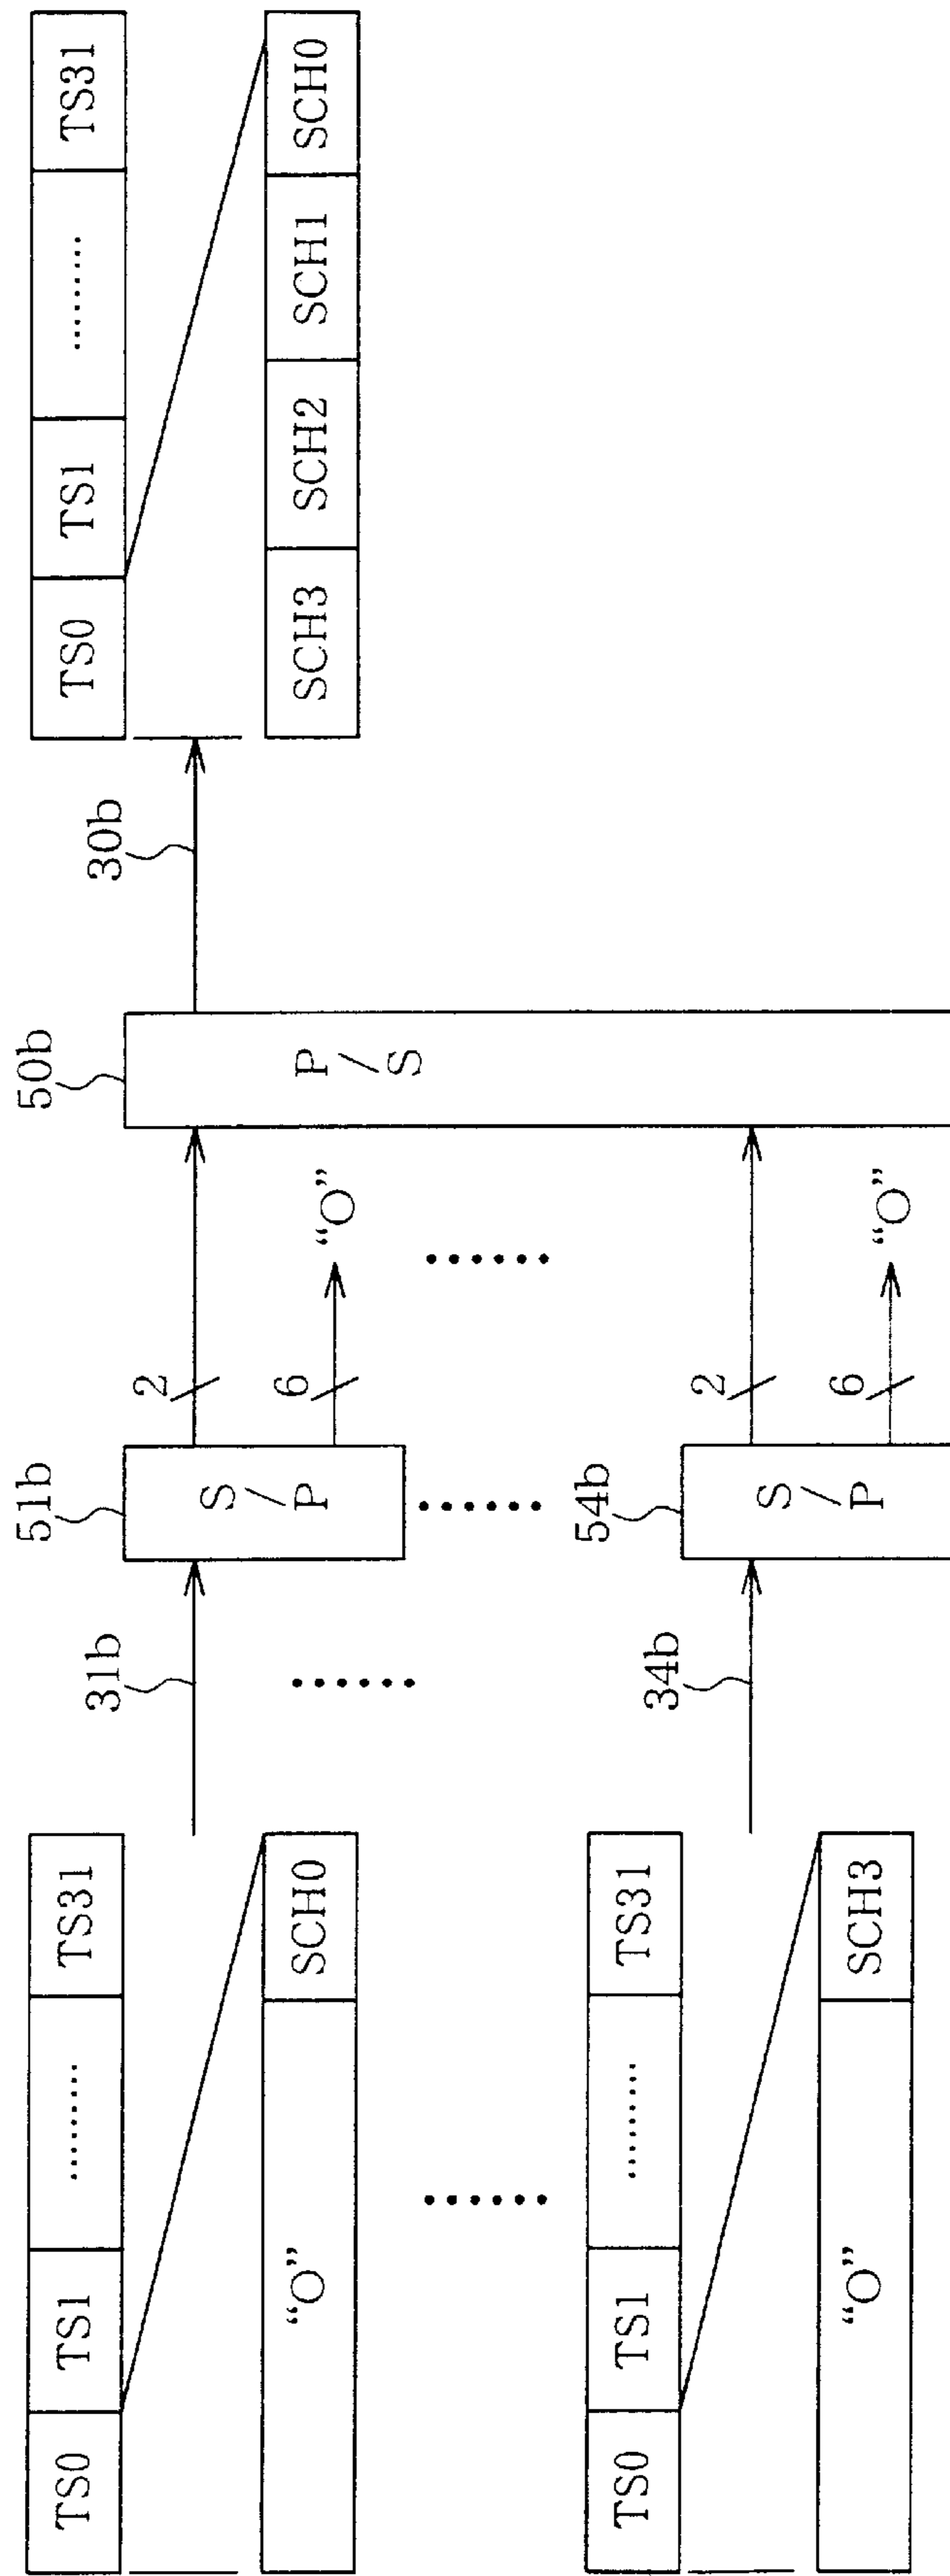 TS0 TS1 ......... TS31
"O" SCH0
31b
51b
S/P
2
6
"O"
50b
P/S
30b
TS0 TS1 ......... TS31
SCH3 SCH2 SCH1 SCH0
......
......
......
......
TS0 TS1 ......... TS31
"O" SCH3
34b
54b
S/P
2
6
"O"